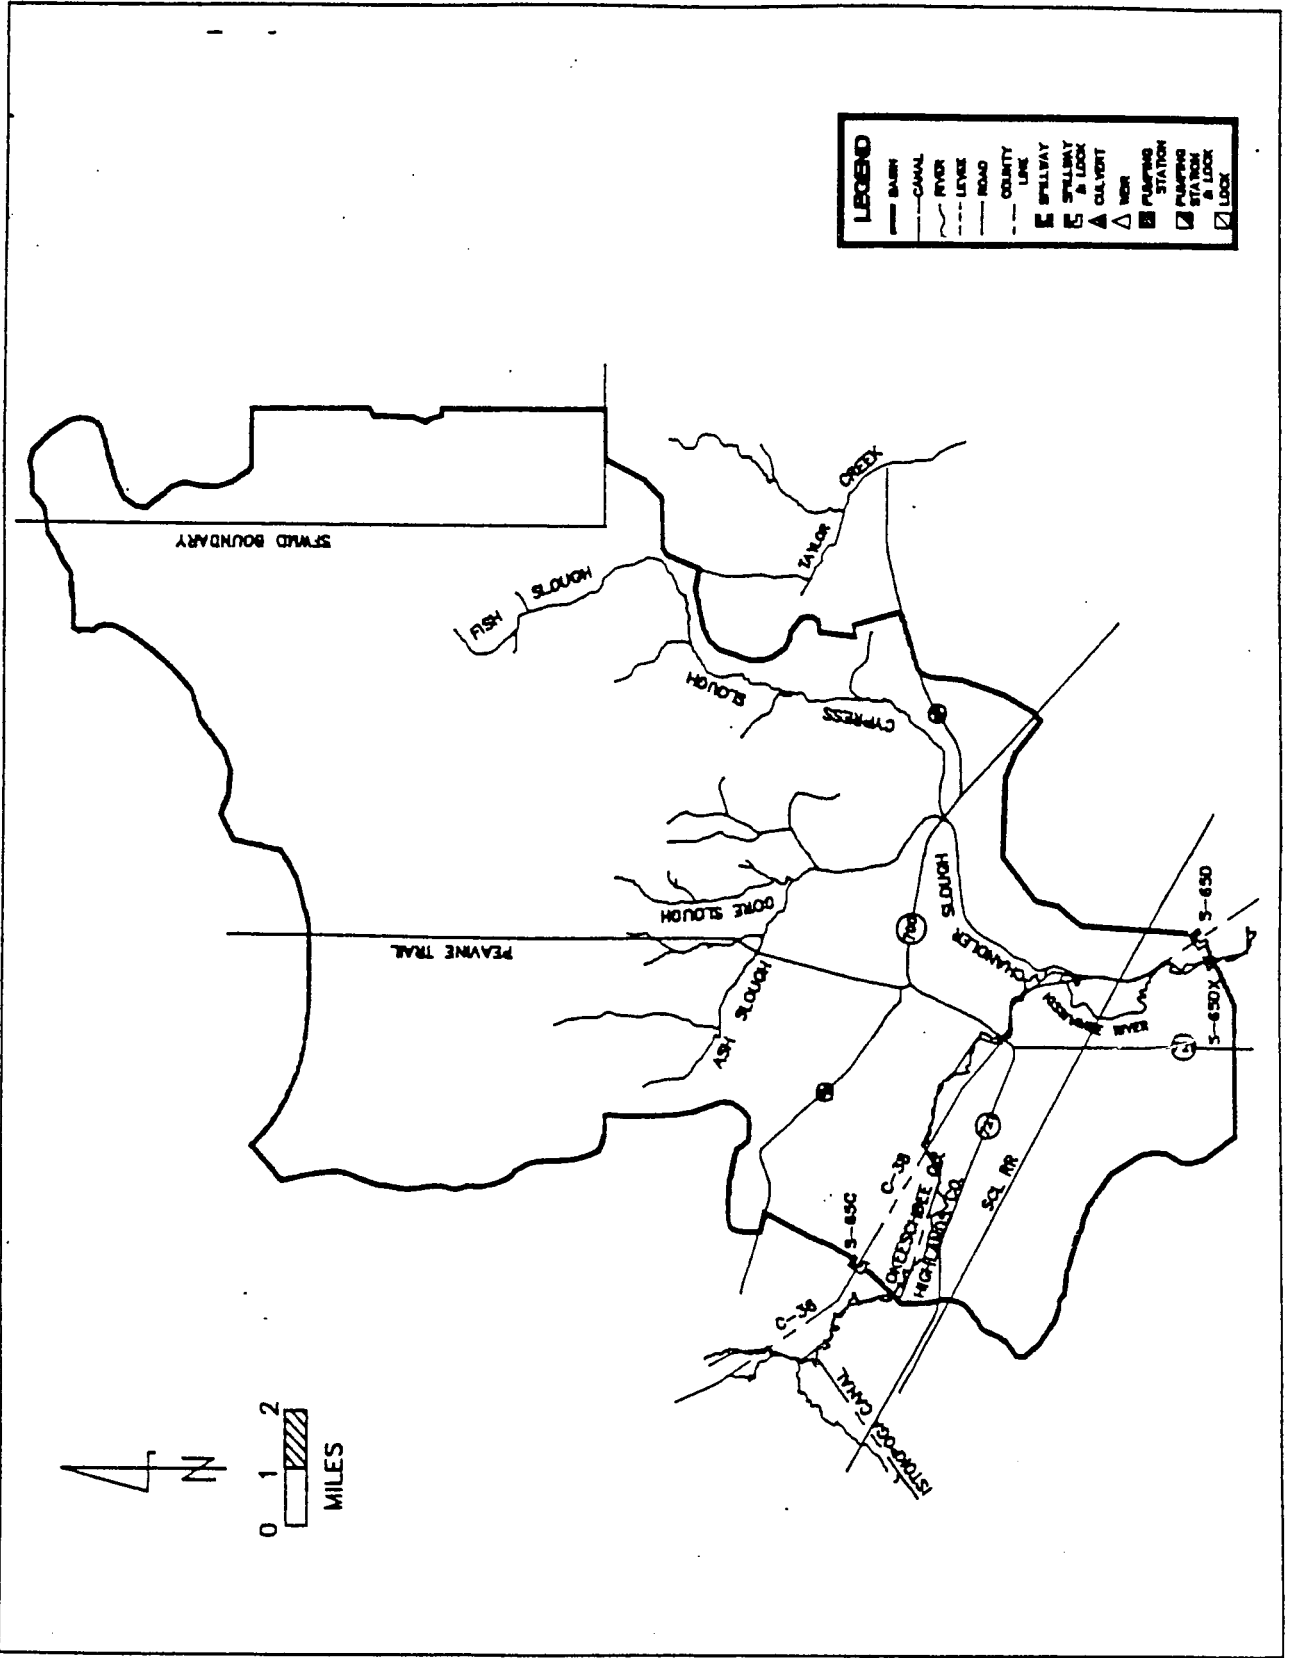 SFWMD BOUNDARY
FISH
SLOUGH
TAYLOR
CREEK
SLOUGH
CYPRESS
GORE SLOUGH
PEAVINE TRAIL
ASH
SLOUGH
700
CHANDLER
SLOUGH
RIVER
S-65D
S-65DX
721
C-38
S-65C
OKEECHOBEE CO.
HIGHLANDS CO.
SCL RR
C-38
ISTOKPOGA CANAL
0 1 2
MILES
N
LEGEND
BASIN
CANAL
RIVER
LEVEE
ROAD
COUNTY
LINE
SPILLWAY
SPILLWAY
& LOCK
CULVERT
WEIR
PUMPING
STATION
PUMPING
STATION
& LOCK
LOCK